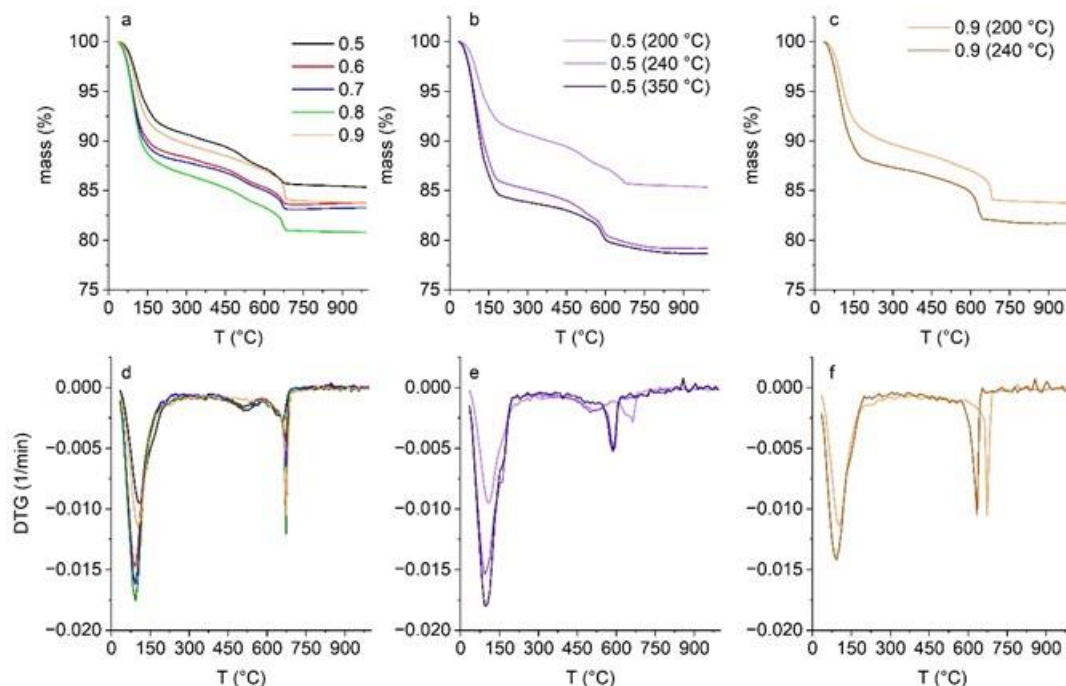 a
100
95
90
85
80
75
mass (%)
0.5
0.6
0.7
0.8
0.9
0 150 300 450 600 750 900
T (°C)
b
100
95
90
85
80
75
mass (%)
0.5 (200 °C)
0.5 (240 °C)
0.5 (350 °C)
0 150 300 450 600 750 900
T (°C)
c
100
95
90
85
80
75
mass (%)
0.9 (200 °C)
0.9 (240 °C)
0 150 300 450 600 750 900
T (°C)
d
0.000
−0.005
−0.010
−0.015
−0.020
DTG (1/min)
0 150 300 450 600 750 900
T (°C)
e
0.000
−0.005
−0.010
−0.015
−0.020
0 150 300 450 600 750 900
T (°C)
f
0.000
−0.005
−0.010
−0.015
−0.020
0 150 300 450 600 750 900
T (°C)